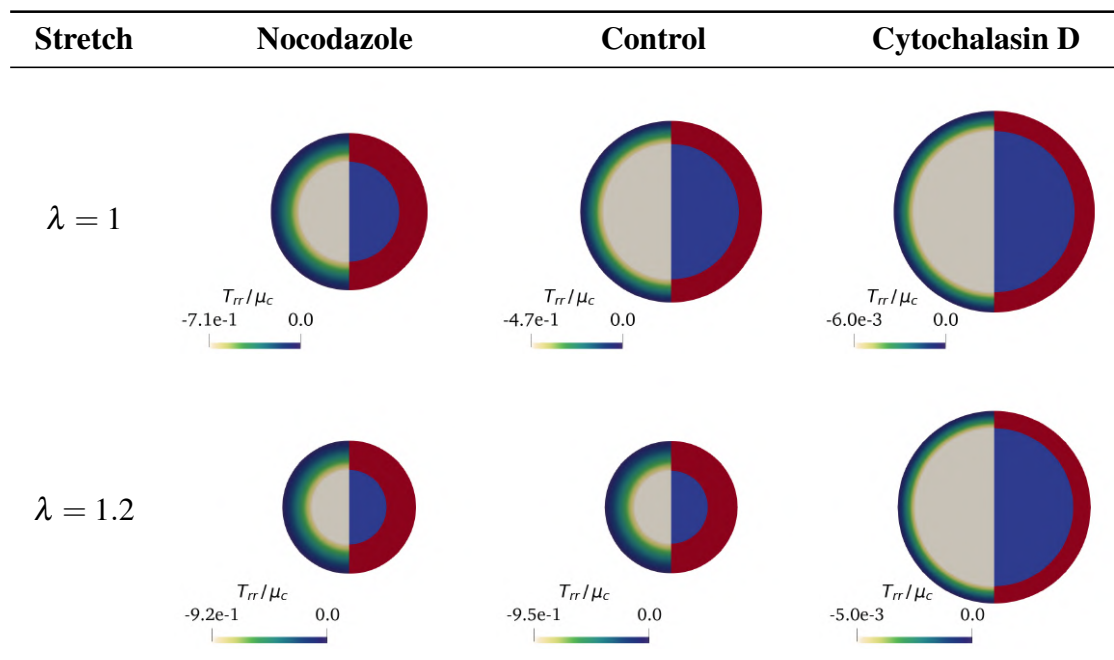 Stretch Nocodazole Control Cytochalasin D
λ = 1
T_rr/μ_c T_rr/μ_c T_rr/μ_c
-7.1e-1 0.0 -4.7e-1 0.0 -6.0e-3 0.0
λ = 1.2
T_rr/μ_c T_rr/μ_c T_rr/μ_c
-9.2e-1 0.0 -9.5e-1 0.0 -5.0e-3 0.0